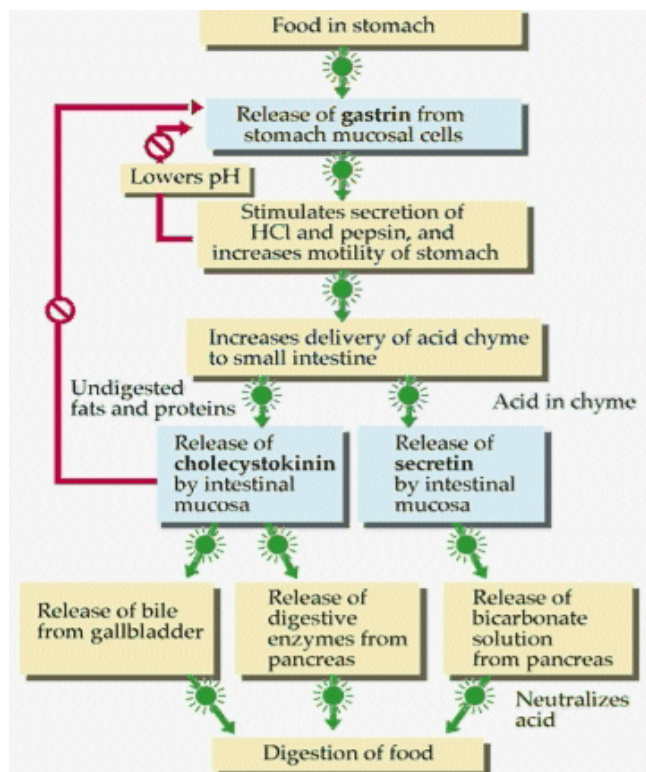 Food in stomach
Release of gastrin from
stomach mucosal cells
Lowers pH
Stimulates secretion of
HCl and pepsin, and
increases motility of stomach
Increases delivery of acid chyme
to small intestine
Undigested
fats and proteins
Acid in chyme
Release of
cholecystokinin
by intestinal
mucosa
Release of
secretin
by intestinal
mucosa
Release of bile
from gallbladder
Release of
digestive
enzymes from
pancreas
Release of
bicarbonate
solution
from pancreas
Neutralizes
acid
Digestion of food